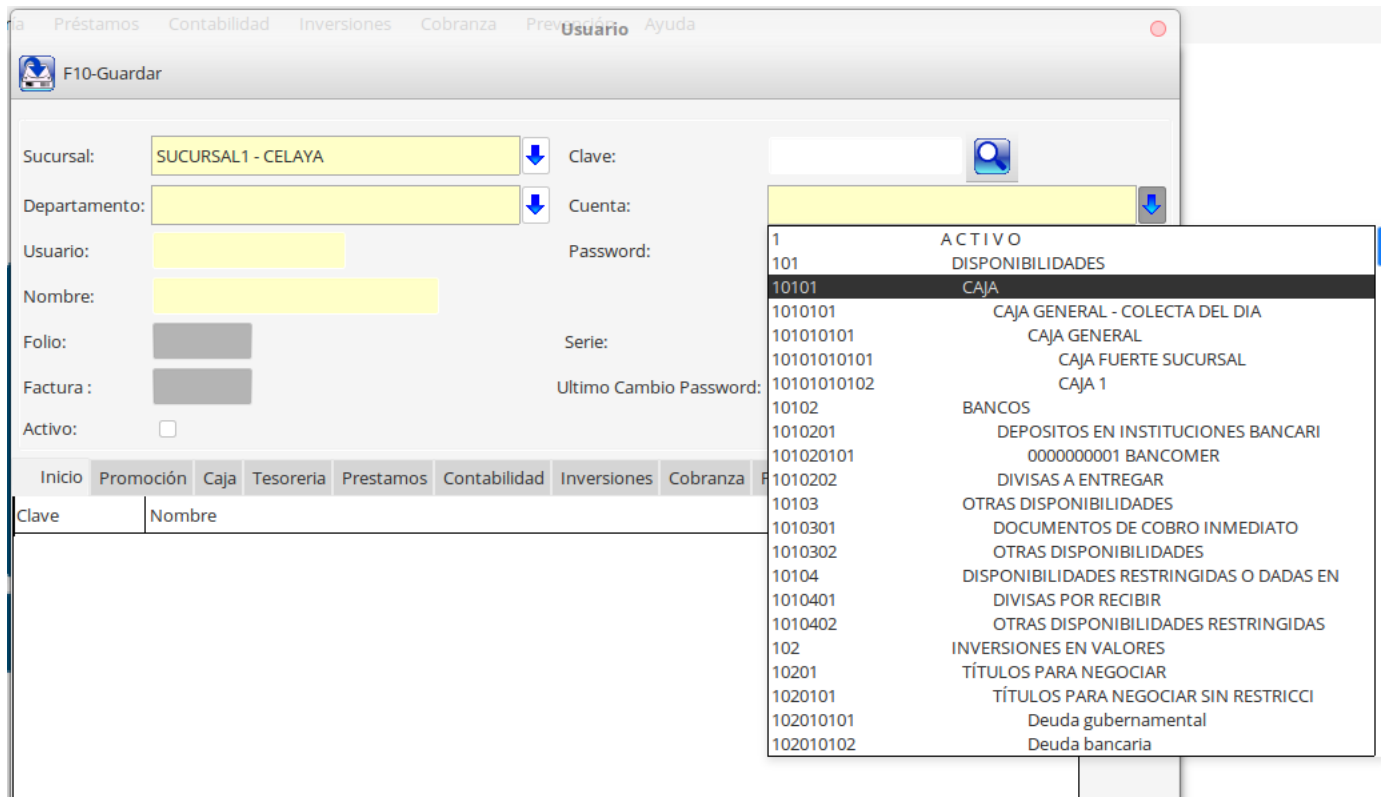 ía Préstamos Contabilidad Inversiones Cobranza Prevención Ayuda
Usuario
F10-Guardar
Sucursal: SUCURSAL1 - CELAYA Clave:
Departamento: Cuenta:
Usuario: Password:
Nombre:
Folio: Serie:
Factura : Ultimo Cambio Password:
Activo:
1 A C T I V O
101 DISPONIBILIDADES
10101 CAJA
1010101 CAJA GENERAL - COLECTA DEL DIA
101010101 CAJA GENERAL
10101010101 CAJA FUERTE SUCURSAL
10101010102 CAJA 1
10102 BANCOS
1010201 DEPOSITOS EN INSTITUCIONES BANCARI
101020101 0000000001 BANCOMER
1010202 DIVISAS A ENTREGAR
10103 OTRAS DISPONIBILIDADES
1010301 DOCUMENTOS DE COBRO INMEDIATO
1010302 OTRAS DISPONIBILIDADES
10104 DISPONIBILIDADES RESTRINGIDAS O DADAS EN
1010401 DIVISAS POR RECIBIR
1010402 OTRAS DISPONIBILIDADES RESTRINGIDAS
102 INVERSIONES EN VALORES
10201 TÍTULOS PARA NEGOCIAR
1020101 TÍTULOS PARA NEGOCIAR SIN RESTRICCI
102010101 Deuda gubernamental
102010102 Deuda bancaria
Inicio Promoción Caja Tesoreria Prestamos Contabilidad Inversiones Cobranza
Clave Nombre